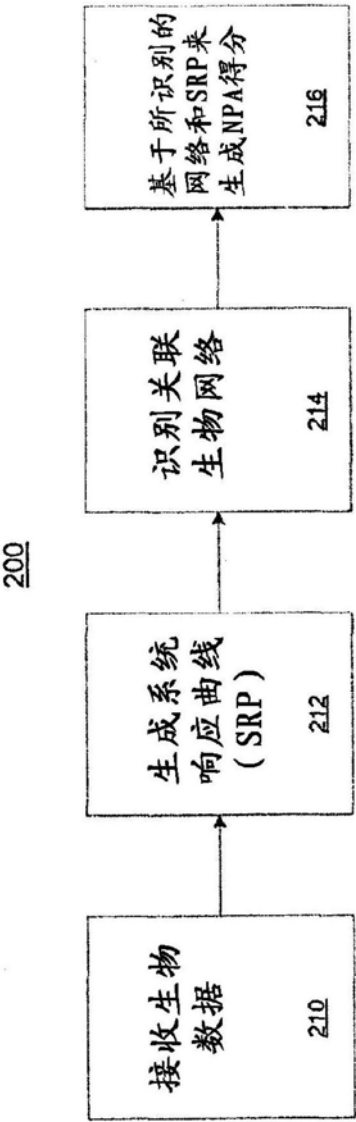 200
接收生物
数据
210
生成系统
响应曲线
(SRP)
212
识别关联
生物网络
214
基于所识别的
网络和SRP来
生成NPA得分
216